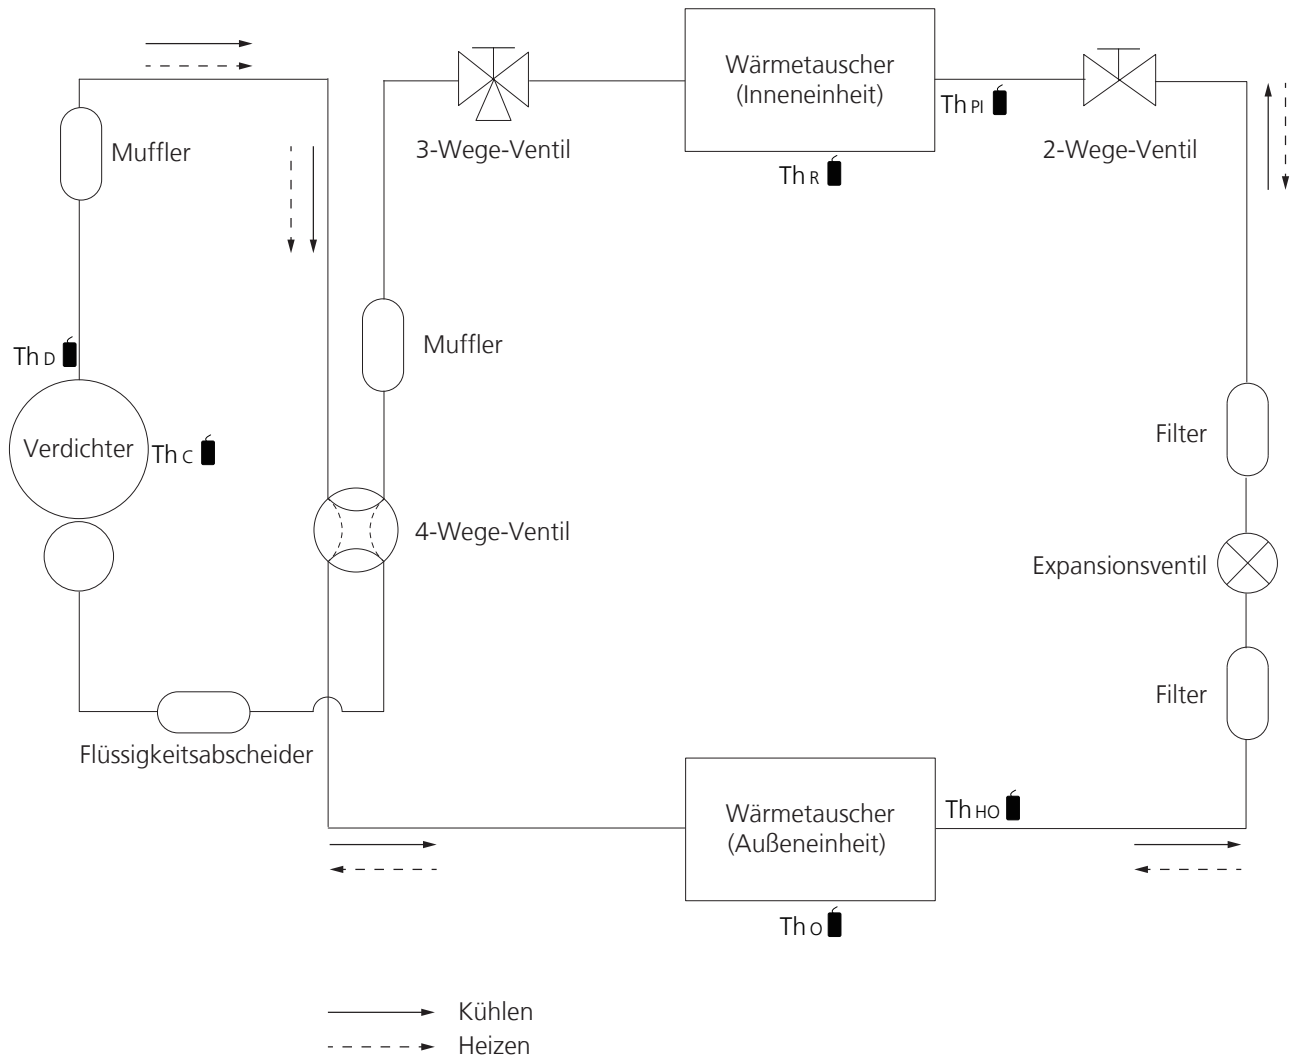 Wärmetauscher
(Inneneinheit)
Th PI
Muffler
3-Wege-Ventil
2-Wege-Ventil
Th R
Muffler
Th D
Verdichter
Th C
Filter
4-Wege-Ventil
Expansionsventil
Filter
Flüssigkeitsabscheider
Wärmetauscher
(Außeneinheit)
Th HO
Th O
Kühlen
Heizen